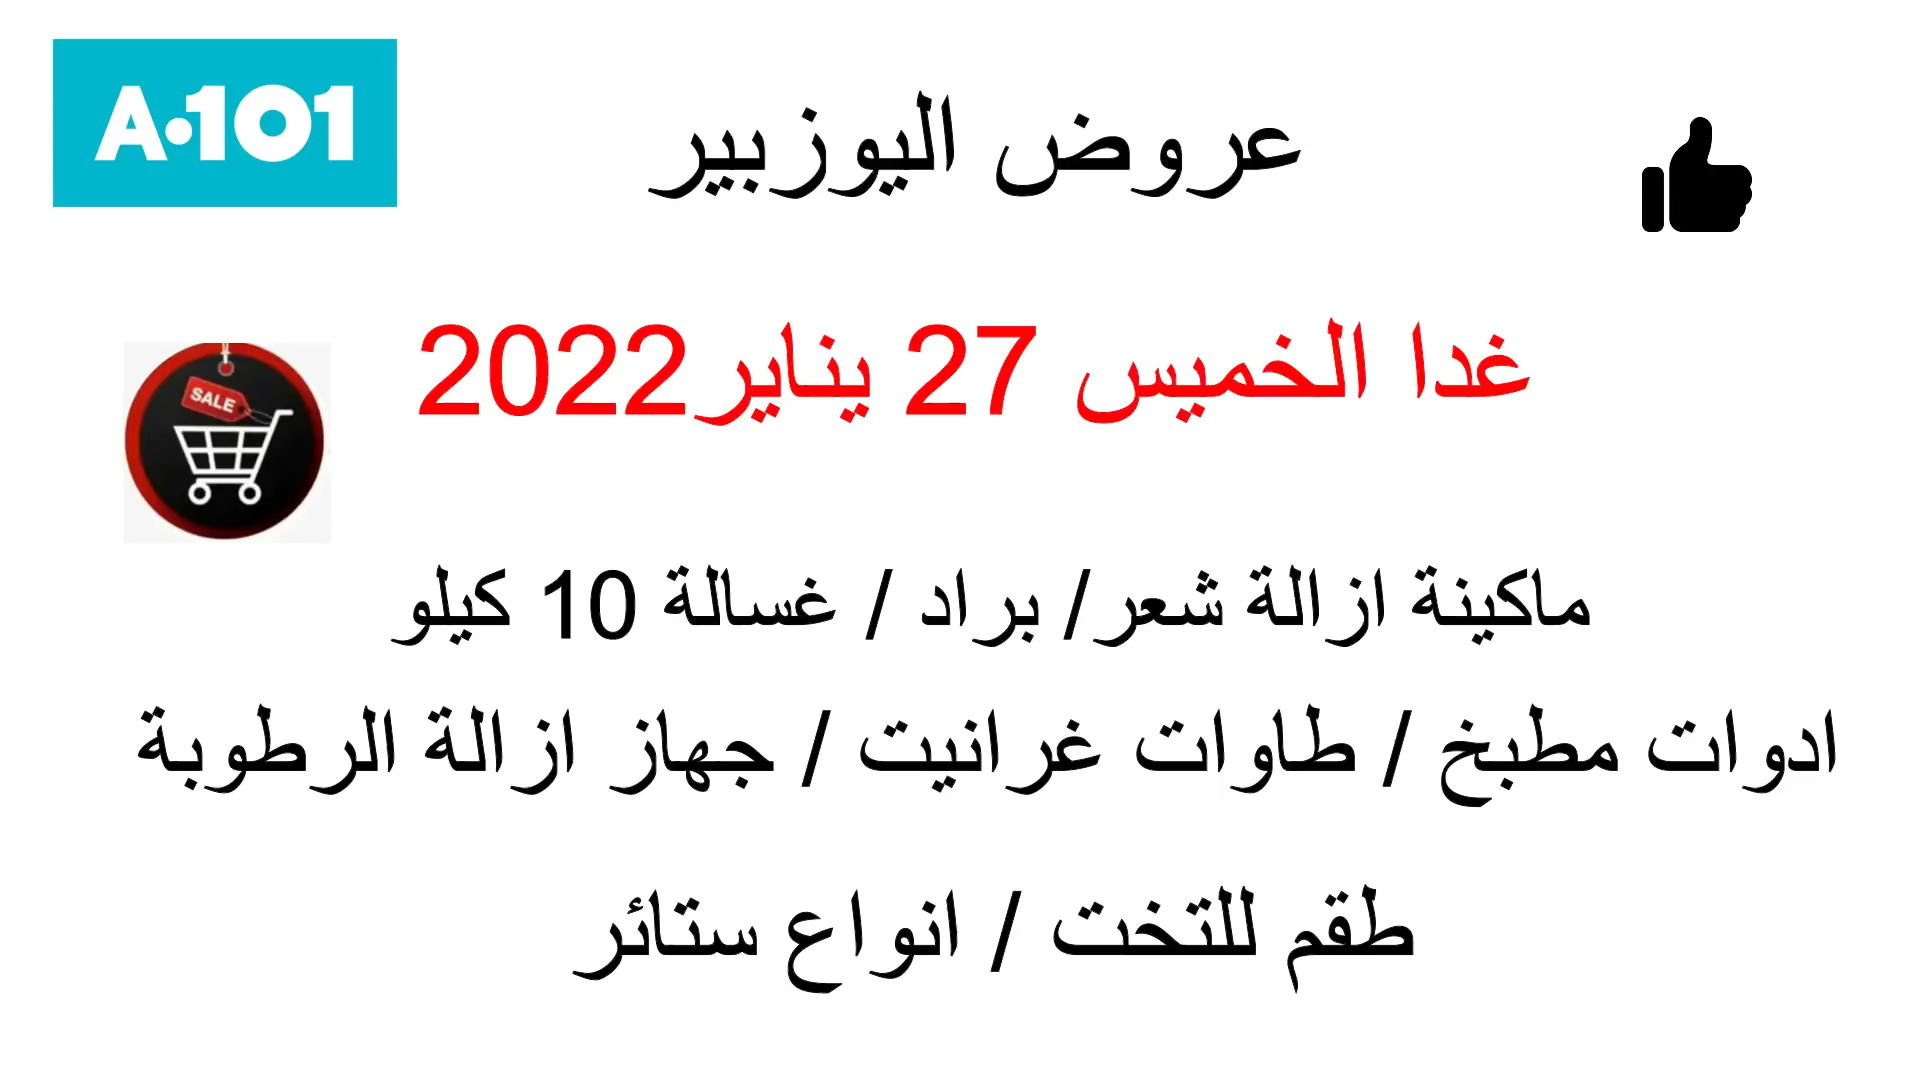 A101
عروض اليوزبير
غدا الخميس 27 يناير2022
SALE
ماكينة ازالة شعر/ براد / غسالة 10 كيلو
ادوات مطبخ / طاوات غرانيت / جهاز ازالة الرطوبة
طقم للتخت / انواع ستائر